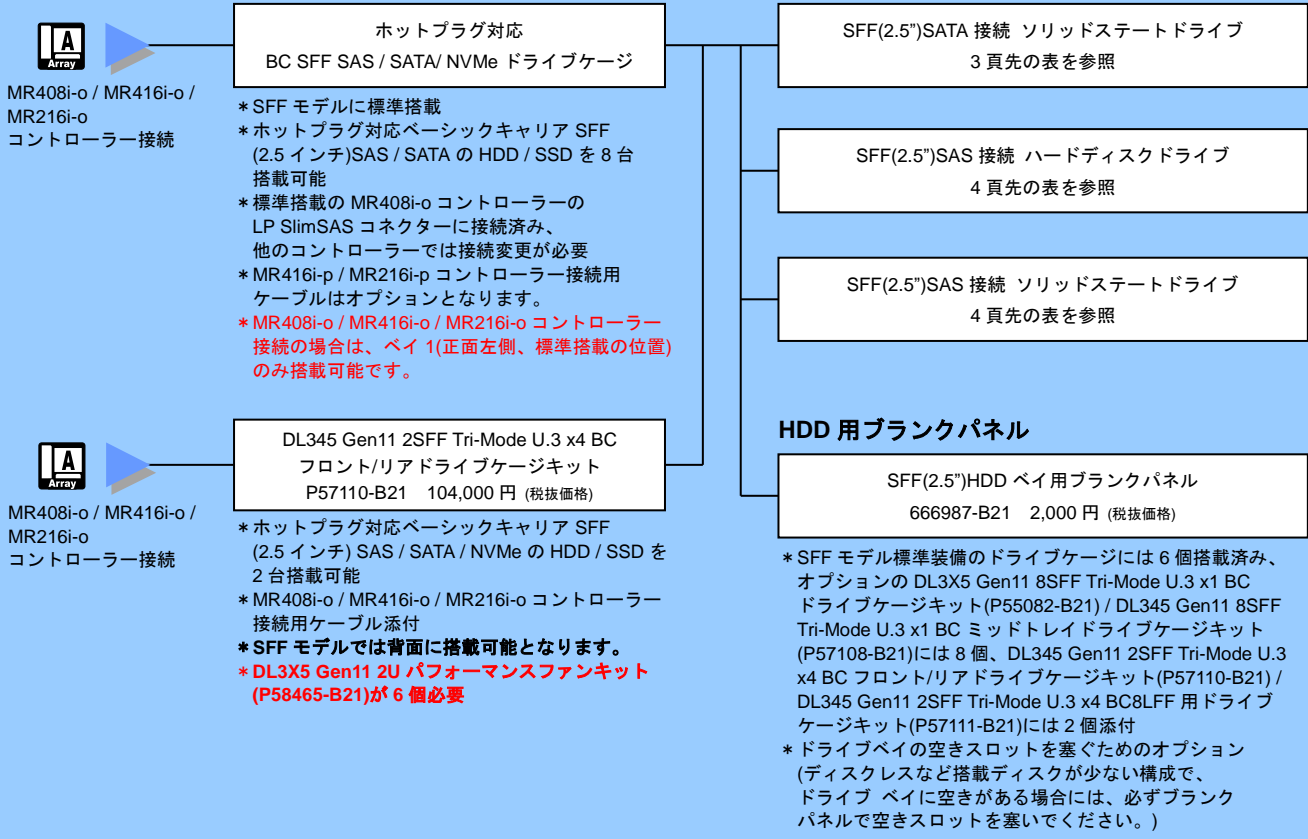 A
Array
MR408i-o / MR416i-o /
MR216i-o
コントローラー接続
ホットプラグ対応
BC SFF SAS / SATA/ NVMe ドライブケージ
*SFF モデルに標準搭載
*ホットプラグ対応ベーシックキャリア SFF
(2.5 インチ)SAS / SATA の HDD / SSD を 8 台
搭載可能
*標準搭載の MR408i-o コントローラーの
LP SlimSAS コネクターに接続済み、
他のコントローラーでは接続変更が必要
*MR416i-p / MR216i-p コントローラー接続用
ケーブルはオプションとなります。
*MR408i-o / MR416i-o / MR216i-o コントローラー
接続の場合は、ベイ 1(正面左側、標準搭載の位置)
のみ搭載可能です。
A
Array
MR408i-o / MR416i-o /
MR216i-o
コントローラー接続
DL345 Gen11 2SFF Tri-Mode U.3 x4 BC
フロント/リアドライブケージキット
P57110-B21 104,000 円 (税抜価格)
*ホットプラグ対応ベーシックキャリア SFF
(2.5 インチ) SAS / SATA / NVMe の HDD / SSD を
2 台搭載可能
*MR408i-o / MR416i-o / MR216i-o コントローラー
接続用ケーブル添付
*SFF モデルでは背面に搭載可能となります。
*DL3X5 Gen11 2U パフォーマンスファンキット
(P58465-B21)が 6 個必要
SFF(2.5”)SATA 接続 ソリッドステートドライブ
3 頁先の表を参照
SFF(2.5”)SAS 接続 ハードディスクドライブ
4 頁先の表を参照
SFF(2.5”)SAS 接続 ソリッドステートドライブ
4 頁先の表を参照
HDD 用ブランクパネル
SFF(2.5”)HDD ベイ用ブランクパネル
666987-B21 2,000 円 (税抜価格)
*SFF モデル標準装備のドライブケージには 6 個搭載済み、
オプションの DL3X5 Gen11 8SFF Tri-Mode U.3 x1 BC
ドライブケージキット(P55082-B21) / DL345 Gen11 8SFF
Tri-Mode U.3 x1 BC ミッドトレイドライブケージキット
(P57108-B21)には 8 個、DL345 Gen11 2SFF Tri-Mode U.3
x4 BC フロント/リアドライブケージキット(P57110-B21) /
DL345 Gen11 2SFF Tri-Mode U.3 x4 BC8LFF 用ドライブ
ケージキット(P57111-B21)には 2 個添付
*ドライブベイの空きスロットを塞ぐためのオプション
(ディスクレスなど搭載ディスクが少ない構成で、
ドライブ ベイに空きがある場合には、必ずブランク
パネルで空きスロットを塞いでください。)